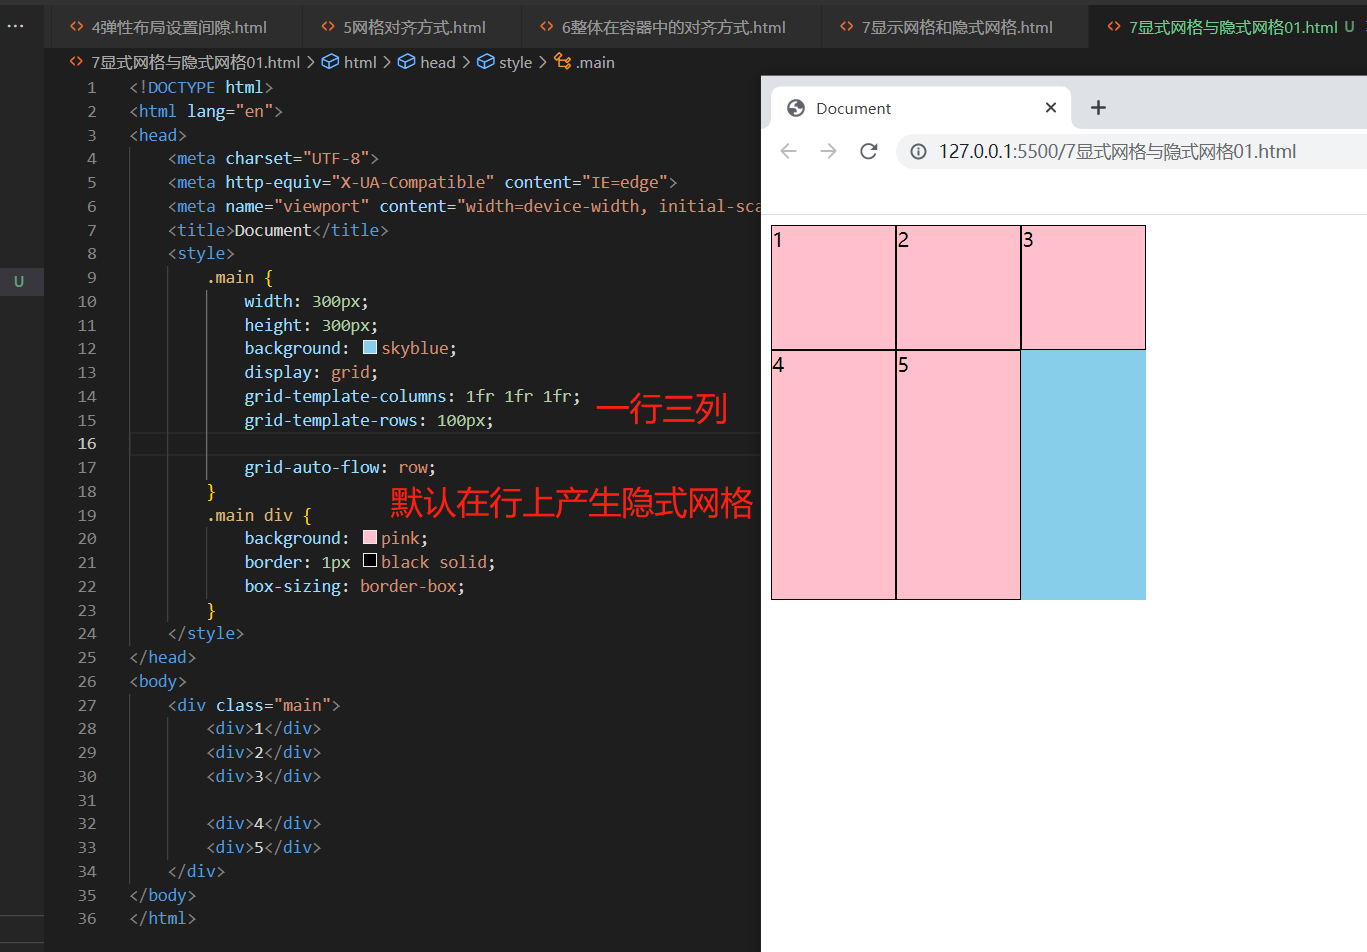 4弹性布局设置间隙.html 5网格对齐方式.html 6整体在容器中的对齐方式.html 7显示网格和隐式网格.html 7显式网格与隐式网格01.html U
7显式网格与隐式网格01.html > html > head > style > .main
1 <!DOCTYPE html>
2 <html lang="en">
3 <head>
4 <meta charset="UTF-8">
5 <meta http-equiv="X-UA-Compatible" content="IE=edge">
6 <meta name="viewport" content="width=device-width, initial-sca
7 <title>Document</title>
8 <style>
9 .main {
10 width: 300px;
11 height: 300px;
12 background: skyblue;
13 display: grid;
14 grid-template-columns: 1fr 1fr 1fr;
15 grid-template-rows: 100px;
一行三列
16
17 grid-auto-flow: row;
18 }
默认在行上产生隐式网格
19 .main div {
20 background: pink;
21 border: 1px black solid;
22 box-sizing: border-box;
23 }
24 </style>
25 </head>
26 <body>
27 <div class="main">
28 <div>1</div>
29 <div>2</div>
30 <div>3</div>
31
32 <div>4</div>
33 <div>5</div>
34 </div>
35 </body>
36 </html>
U
Document
127.0.0.1:5500/7显式网格与隐式网格01.html
1 2 3
4 5